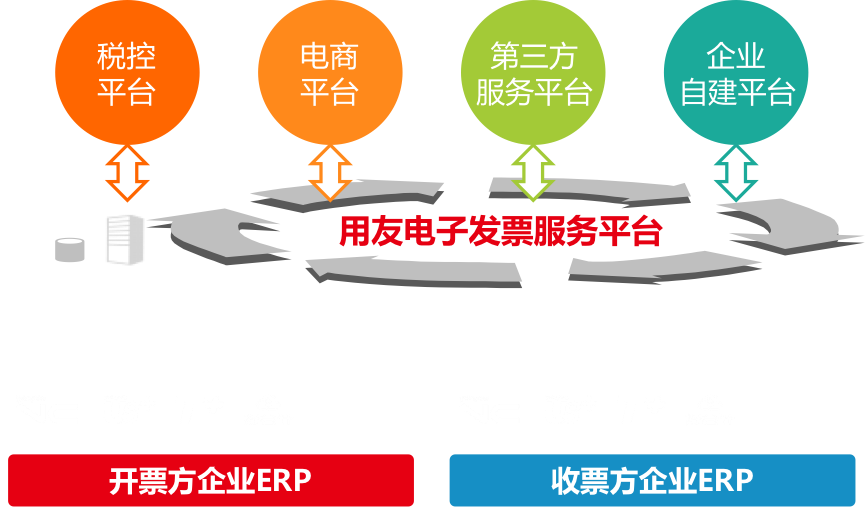 税控
平台
电商
平台
第三方
服务平台
企业
自建平台
用友电子发票服务平台
开票方企业ERP
收票方企业ERP